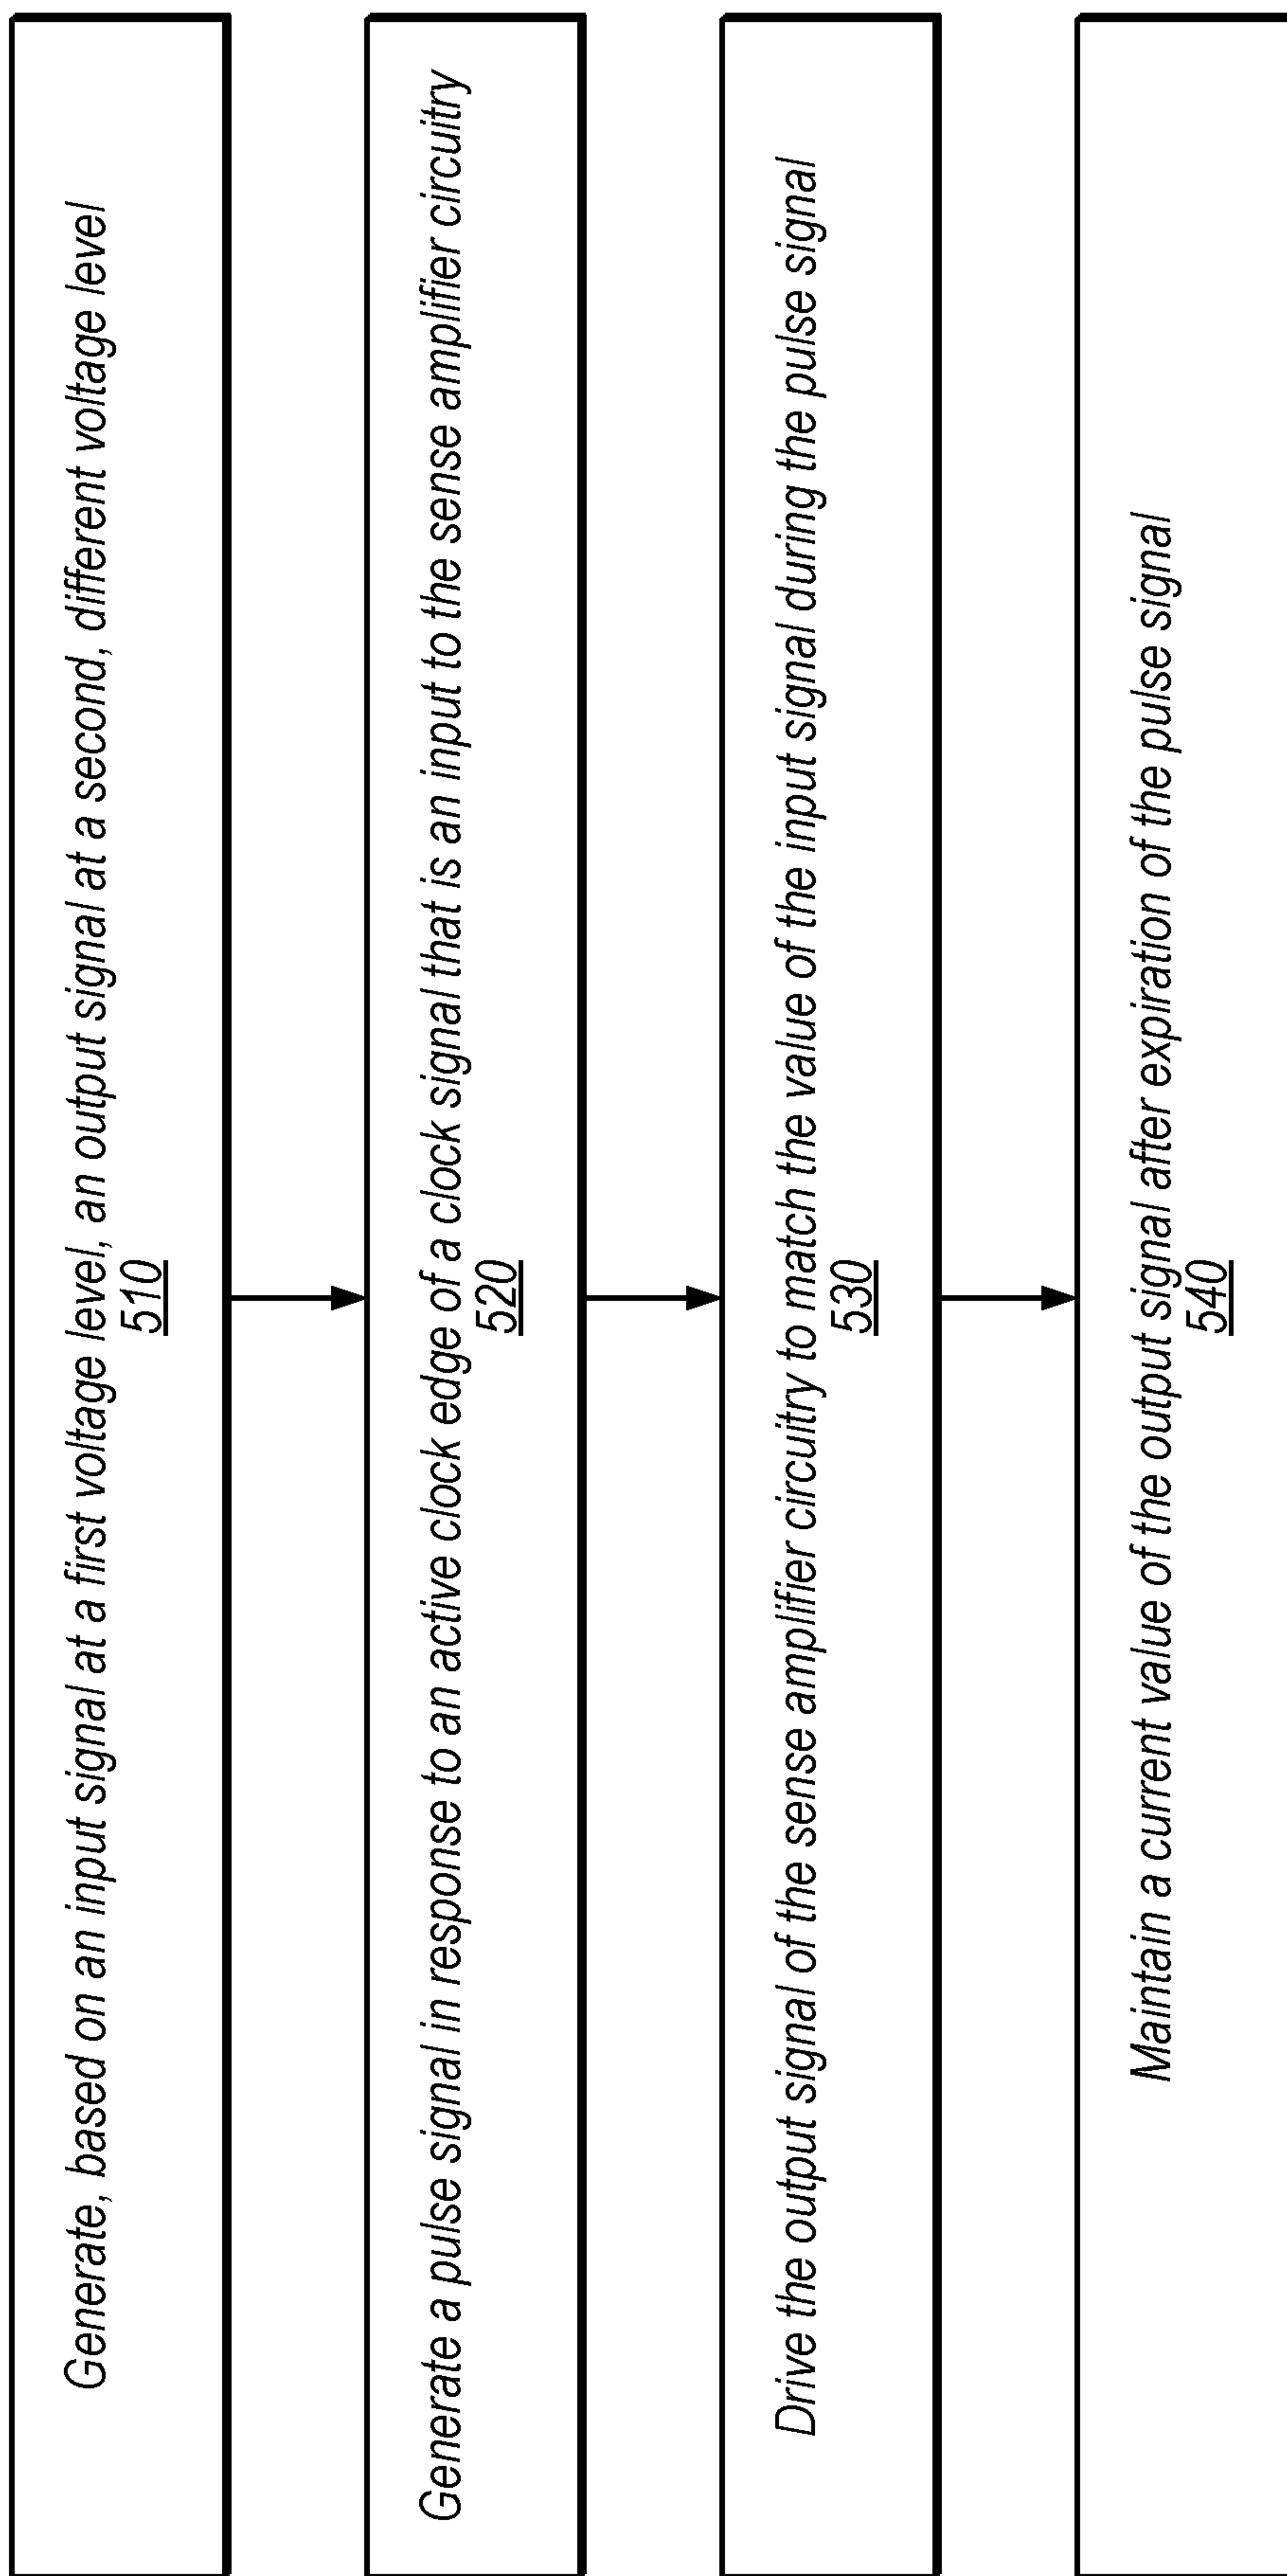 Generate, based on an input signal at a first voltage level, an output signal at a second, different voltage level
510
Generate a pulse signal in response to an active clock edge of a clock signal that is an input to the sense amplifier circuitry
520
Drive the output signal of the sense amplifier circuitry to match the value of the input signal during the pulse signal
530
Maintain a current value of the output signal after expiration of the pulse signal
540